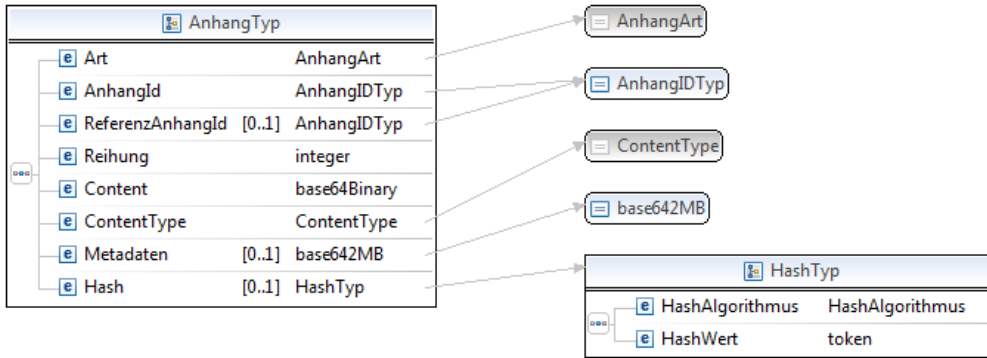 AnhangTyp
Art AnhangArt
AnhangId AnhangIDTyp
ReferenzAnhangId [0..1] AnhangIDTyp
Reihung integer
Content base64Binary
ContentType ContentType
Metadaten [0..1] base642MB
Hash [0..1] HashTyp
AnhangArt
AnhangIDTyp
ContentType
base642MB
HashTyp
HashAlgorithmus HashAlgorithmus
HashWert token